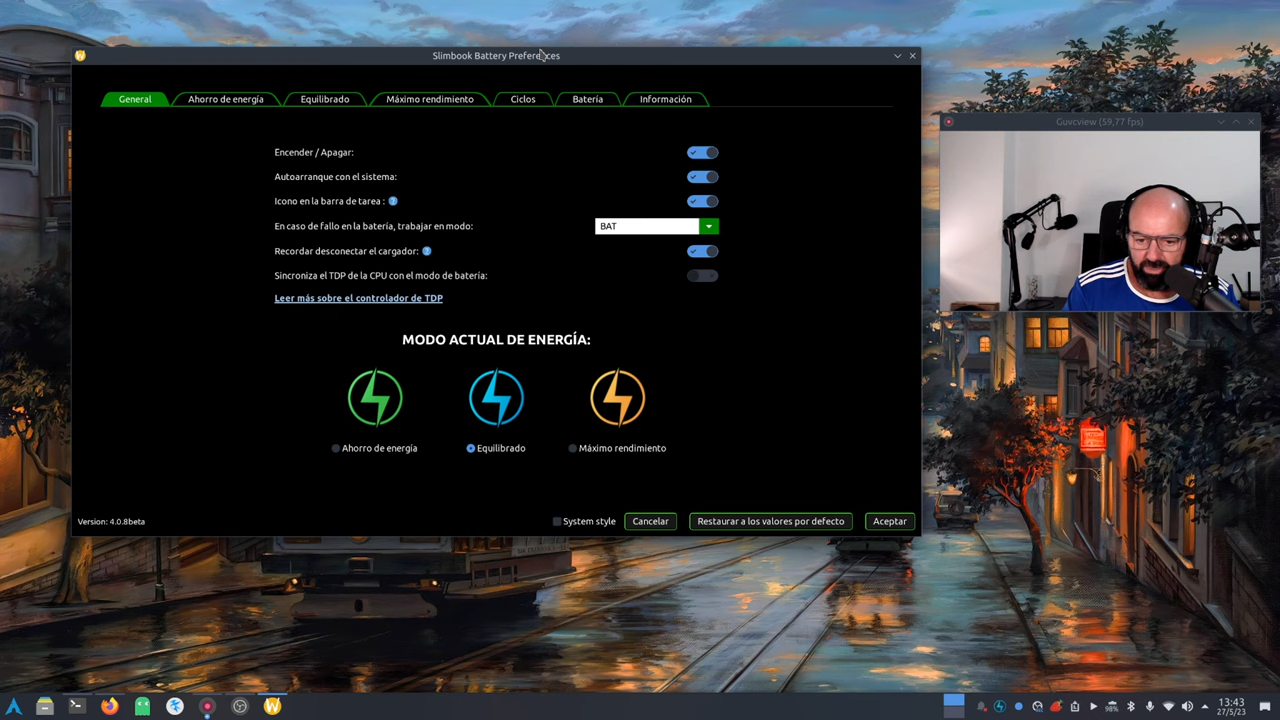 Slimbook Battery Preferences
General
Ahorro de energía
Equilibrado
Máximo rendimiento
Ciclos
Batería
Información
Guvcview (59,77 fps)
Encender / Apagar:
Autoarranque con el sistema:
Icono en la barra de tarea : ?
En caso de fallo en la batería, trabajar en modo:
BAT
Recordar desconectar el cargador: ?
Sincroniza el TDP de la CPU con el modo de batería:
Leer más sobre el controlador de TDP
MODO ACTUAL DE ENERGÍA:
Ahorro de energía
Equilibrado
Máximo rendimiento
Version: 4.0.8beta
System style
Cancelar
Restaurar a los valores por defecto
Aceptar
98%
13:43
27/5/23